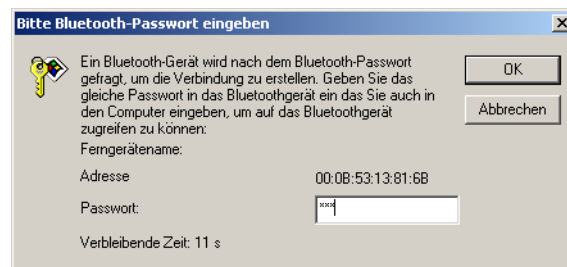 Bitte Bluetooth-Passwort eingeben
Ein Bluetooth-Gerät wird nach dem Bluetooth-Passwort
gefragt, um die Verbindung zu erstellen. Geben Sie das
gleiche Passwort in das Bluetoothgerät ein das Sie auch in
den Computer eingeben, um auf das Bluetoothgerät
zugreifen zu können:
OK
Abbrechen
Ferngerätename:
Adresse 00:0B:53:13:81:6B
Passwort: ***
Verbleibende Zeit: 11 s